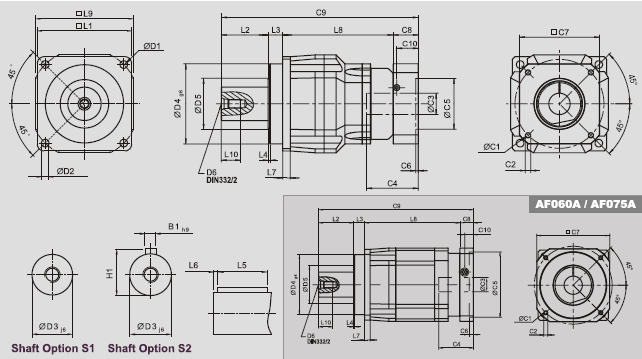 □L9
□L1
ØD1
45°
45°
ØD2
C9
L2
L3
L8
C8
C10
ØD4 g6
ØD5
ØC3
ØC5
L10
L4
L7
C6
C4
D6
DIN332/2
□C7
45°
ØC1
C2
AF060A / AF075A
C9
L2
L3
L8
C8
C10
ØD4 g6
ØD5
ØC3
ØC5
L10
L4
L7
C6
C4
D6
DIN332/2
□C7
45°
ØC1
C2
B1 h9
H1
L6
L5
ØD3 j6
ØD3 j6
Shaft Option S1
Shaft Option S2